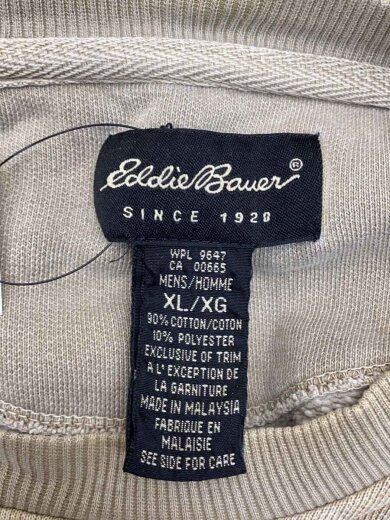 Eddie Bauer®
SINCE 1920
WPL 9647
CA 00665
MENS/HOMME
XL/XG
90% COTTON/COTON
10% POLYESTER
EXCLUSIVE OF TRIM
A L'EXCEPTION DE
LA GARNITURE
MADE IN MALAYSIA
FABRIQUE EN
MALAISIE
SEE SIDE FOR CARE